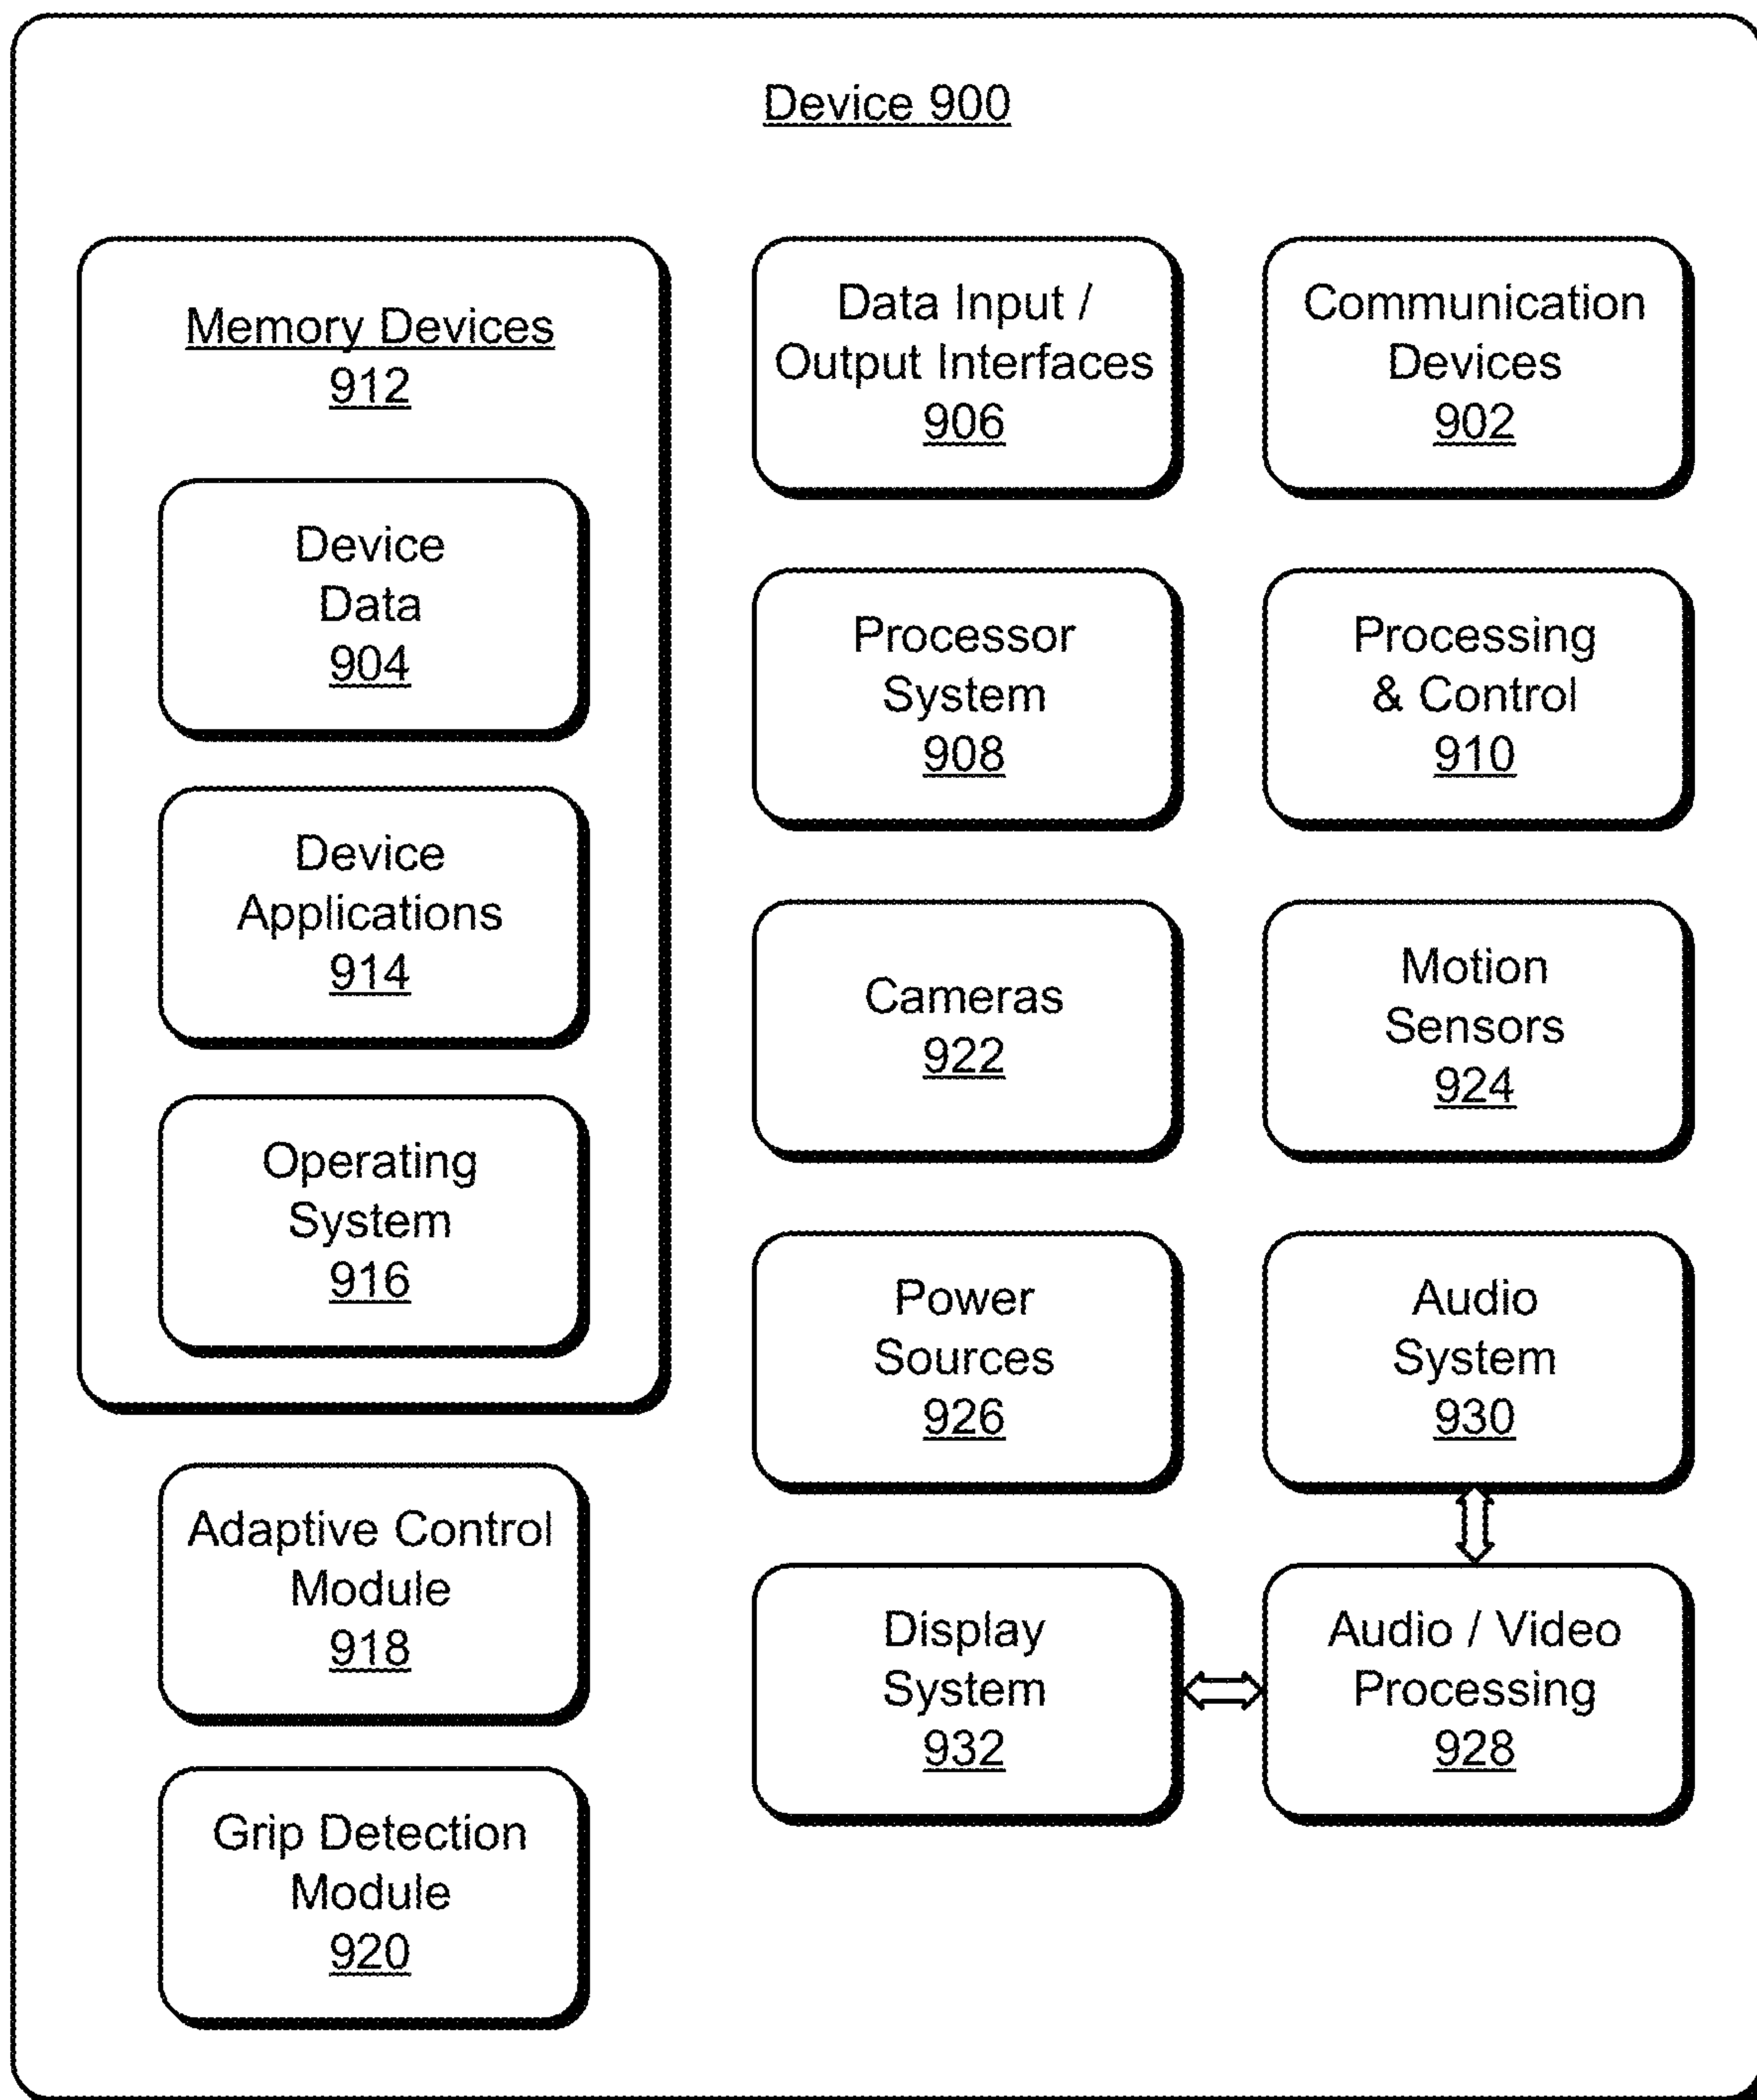 Device 900
Memory Devices
912
Device
Data
904
Device
Applications
914
Operating
System
916
Adaptive Control
Module
918
Grip Detection
Module
920
Data Input /
Output Interfaces
906
Communication
Devices
902
Processor
System
908
Processing
& Control
910
Cameras
922
Motion
Sensors
924
Power
Sources
926
Audio
System
930
Display
System
932
Audio / Video
Processing
928